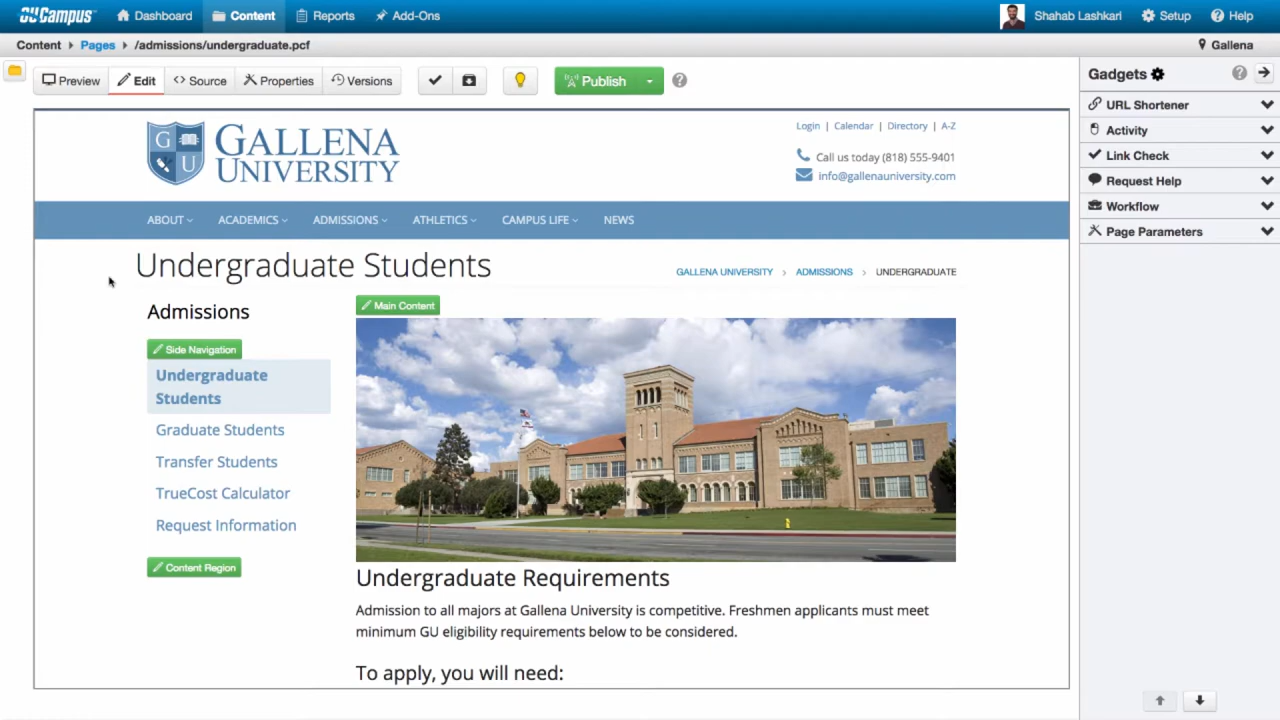 OU Campus Dashboard Content Reports Add-Ons Shahab Lashkari Setup Help
Content Pages /admissions/undergraduate.pcf Gallena
Preview Edit Source Properties Versions Publish
Gadgets
URL Shortener
Activity
Link Check
Request Help
Workflow
Page Parameters
G U
GALLENA
UNIVERSITY
Login | Calendar | Directory | A-Z
Call us today (818) 555-9401
info@gallenauniversity.com
ABOUT ACADEMICS ADMISSIONS ATHLETICS CAMPUS LIFE NEWS
Undergraduate Students
GALLENA UNIVERSITY › ADMISSIONS › UNDERGRADUATE
Admissions
Side Navigation
Undergraduate
Students
Graduate Students
Transfer Students
TrueCost Calculator
Request Information
Content Region
Main Content
Undergraduate Requirements
Admission to all majors at Gallena University is competitive. Freshmen applicants must meet
minimum GU eligibility requirements below to be considered.
To apply, you will need: